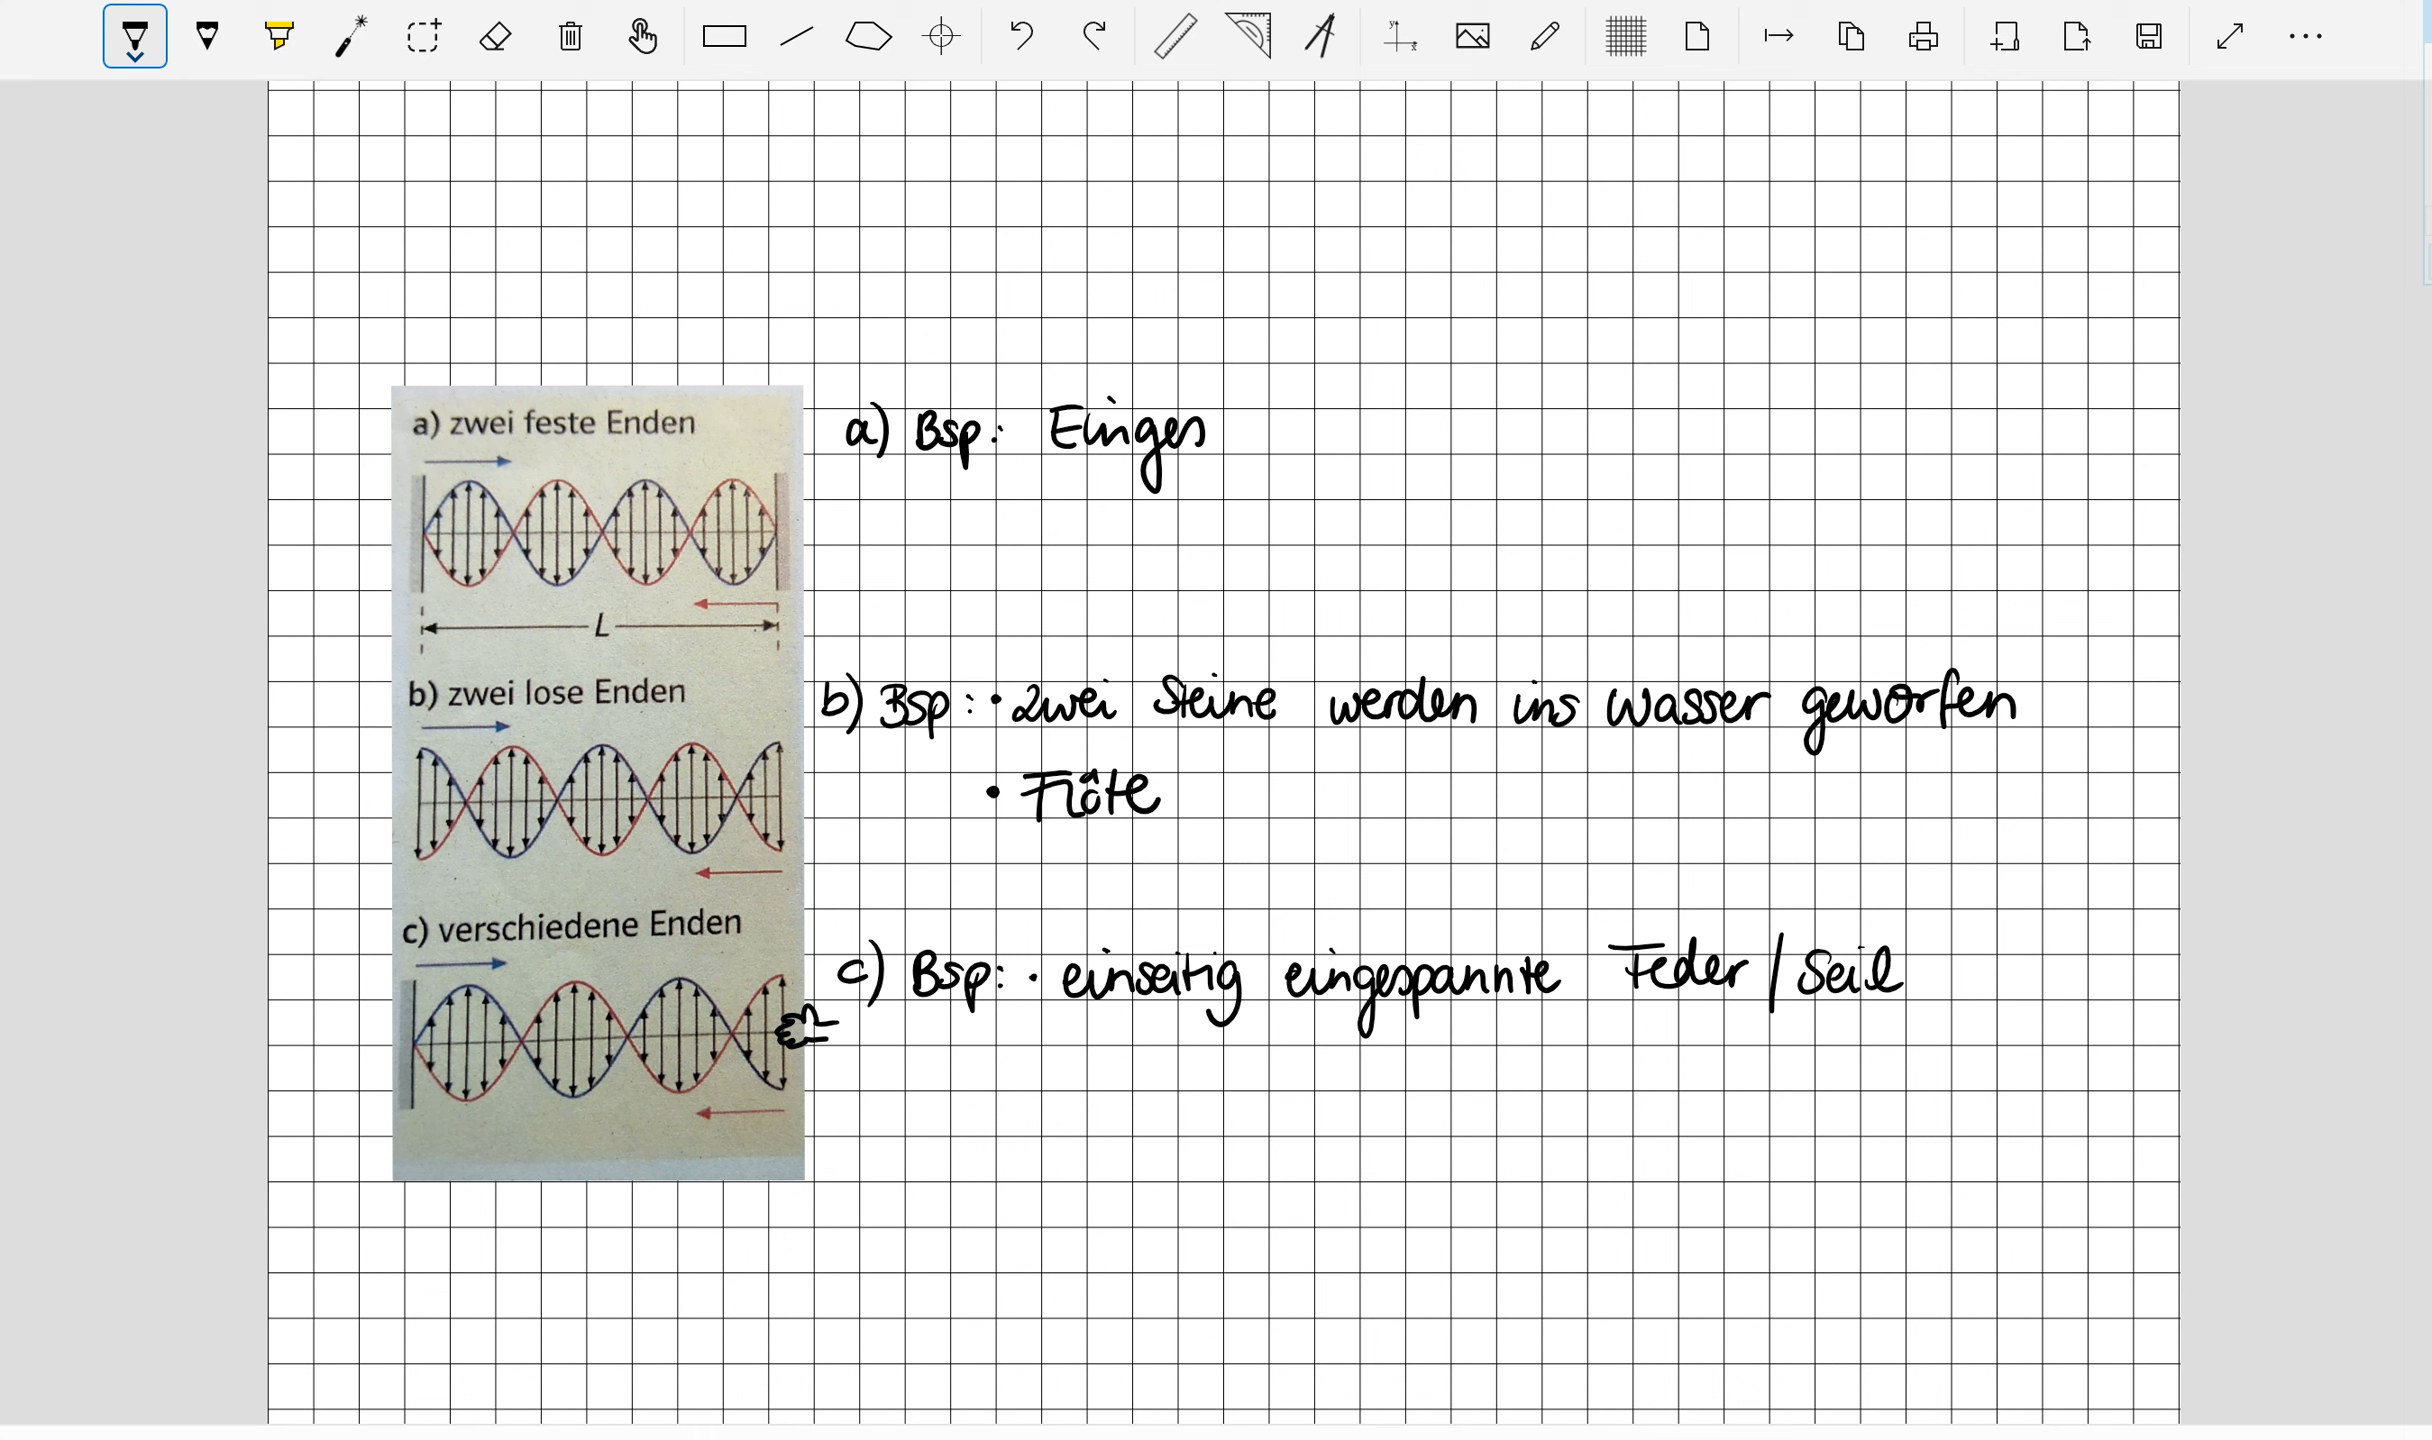 a) zwei feste Enden
a) Bsp: Einges
L
b) zwei lose Enden
b) Bsp: • zwei Steine werden ins Wasser geworfen
• Flöte
c) verschiedene Enden
c) Bsp: • einseitig eingespannte Feder / Seil